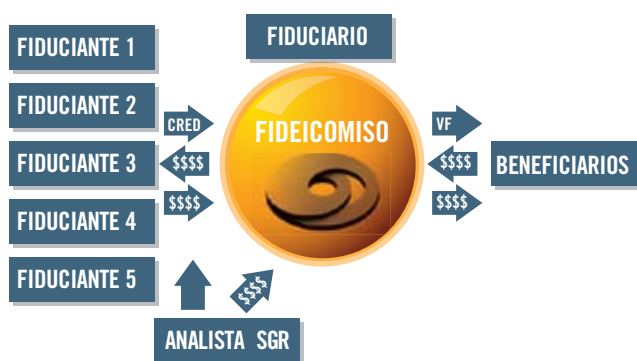 FIDUCIANTE 1
FIDUCIANTE 2
FIDUCIANTE 3
FIDUCIANTE 4
FIDUCIANTE 5
CRED
$$$$
$$$$
FIDUCIARIO
FIDEICOMISO
VF
$$$$
$$$$
BENEFICIARIOS
$$$$
ANALISTA SGR